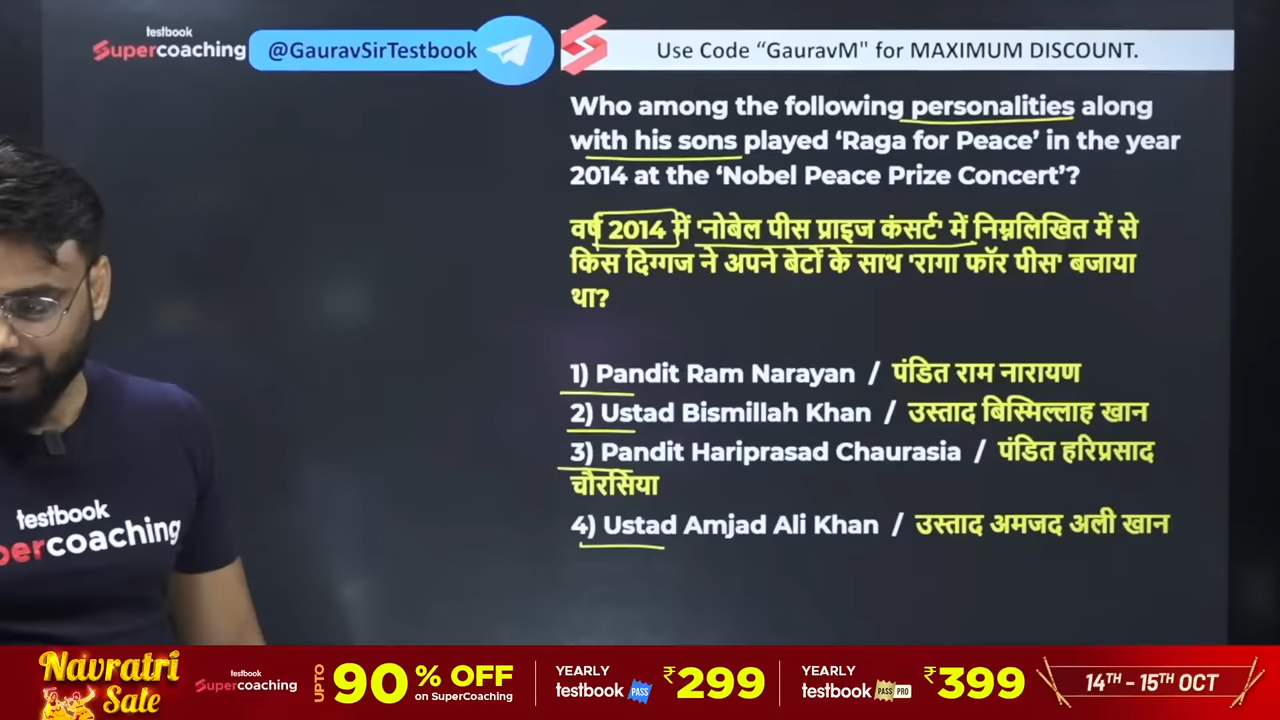 testbook
Supercoaching
@GauravSirTestbook
Use Code “GauravM" for MAXIMUM DISCOUNT.
Who among the following personalities along
with his sons played ‘Raga for Peace’ in the year
2014 at the ‘Nobel Peace Prize Concert’?
वर्ष 2014 में 'नोबेल पीस प्राइज कंसर्ट' में निम्नलिखित में से
किस दिग्गज ने अपने बेटों के साथ 'रागा फॉर पीस' बजाया
था?
1) Pandit Ram Narayan / पंडित राम नारायण
2) Ustad Bismillah Khan / उस्ताद बिस्मिल्लाह खान
3) Pandit Hariprasad Chaurasia / पंडित हरिप्रसाद
चौरसिया
4) Ustad Amjad Ali Khan / उस्ताद अमजद अली खान
testbook
percoaching
Navratri
Sale
testbook
Supercoaching
UPTO 90% OFF
on SuperCoaching
YEARLY
testbook PASS
₹299
YEARLY
testbook PASS PRO
₹399
14TH - 15TH OCT